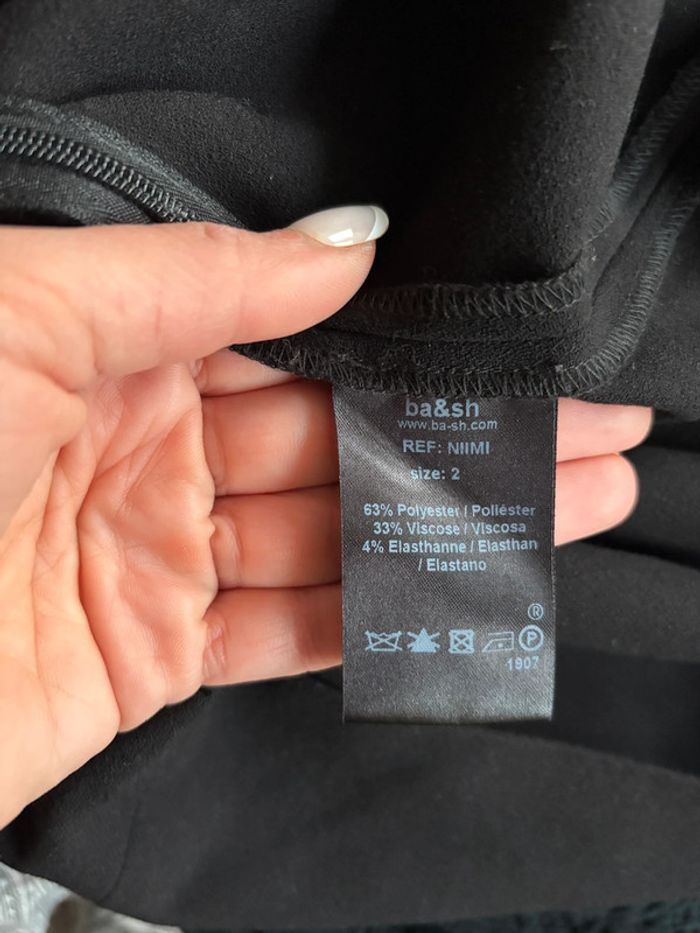 ba&sh
www.ba-sh.com
REF: NIIMI
size: 2
63% Polyester / Poliéster
33% Viscose / Viscosa
4% Elasthanne / Elasthan
/ Elastano
®
P
1907